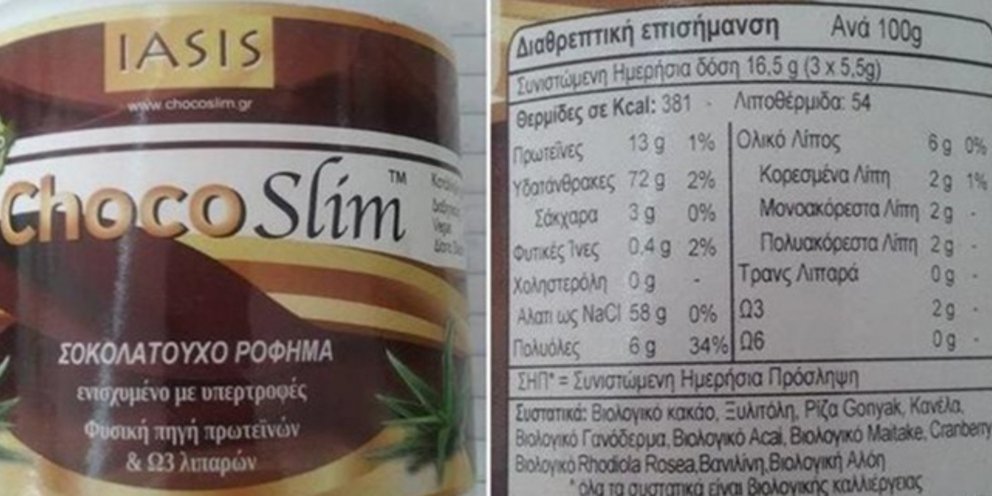 IASIS
www.chocoslim.gr
Choco Slim™
Vegan
ΣΟΚΟΛΑΤΟΥΧΟ ΡΟΦΗΜΑ
ενισχυμένο με υπερτροφές
Φυσική πηγή πρωτεϊνών
& Ω3 λιπαρών
Διαθρεπτική επισήμανση Ανά 100g
Συνιστώμενη Ημερήσια δόση 16,5 g (3 x 5,5g)
Θερμίδες σε Kcal: 381 - Λιποθέρμιδα: 54
Πρωτεΐνες 13 g 1%
Υδατάνθρακες 72 g 2%
Σάκχαρα 3 g 0%
Φυτικές Ίνες 0,4 g 2%
Χοληστερόλη 0 g -
Αλατι ως NaCl 58 g 0%
Πολυόλες 6 g 34%
Ολικό Λίπος 6 g 0%
Κορεσμένα Λίπη 2 g 1%
Μονοακόρεστα Λίπη 2 g -
Πολυακόρεστα Λίπη 2 g -
Τρανς Λιπαρά 0 g -
Ω3 2 g -
Ω6 0 g -
ΣΗΠ* = Συνιστώμενη Ημερήσια Πρόσληψη
Συστατικά: Βιολογικό κακάο, Ξυλιτόλη, Ρίζα Gonyak, Κανέλα,
Βιολογικό Γανόδερμα, Βιολογικό Acai, Βιολογικό Maitake, Cranberry
Βιολογικό Rhodiola Rosea, Βανιλίνη, Βιολογική Αλόη
*όλα τα συστατικά είναι βιολογικής καλλιέργειας